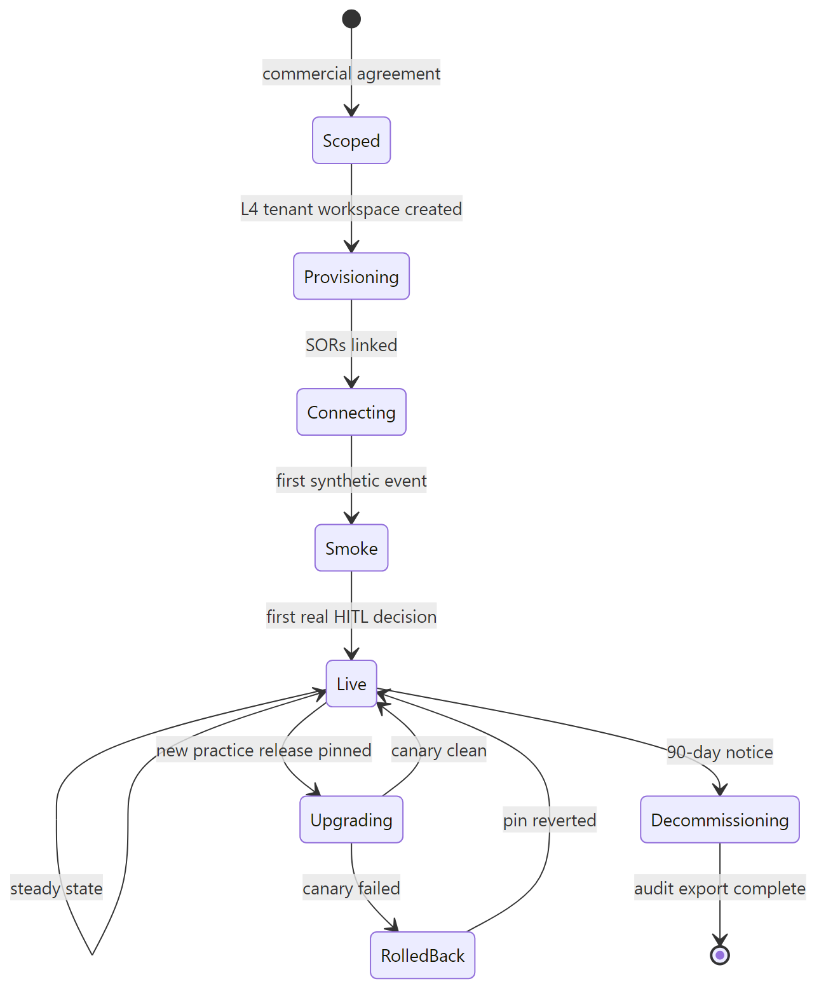 commercial agreement
Scoped
L4 tenant workspace created
Provisioning
SORs linked
Connecting
first synthetic event
Smoke
first real HITL decision
Live
new practice release pinned
canary clean
90-day notice
Upgrading
pin reverted
Decommissioning
steady state
canary failed
audit export complete
RolledBack